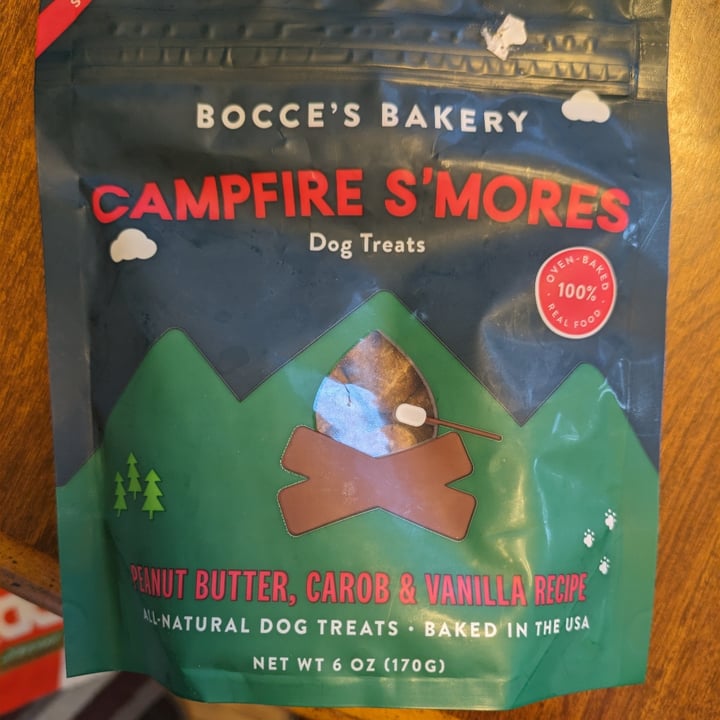 BOCCE'S BAKERY
CAMPFIRE S'MORES
Dog Treats
OVEN-BAKED
100%
REAL FOOD
PEANUT BUTTER, CAROB & VANILLA RECIPE
ALL-NATURAL DOG TREATS • BAKED IN THE USA
NET WT 6 OZ (170G)